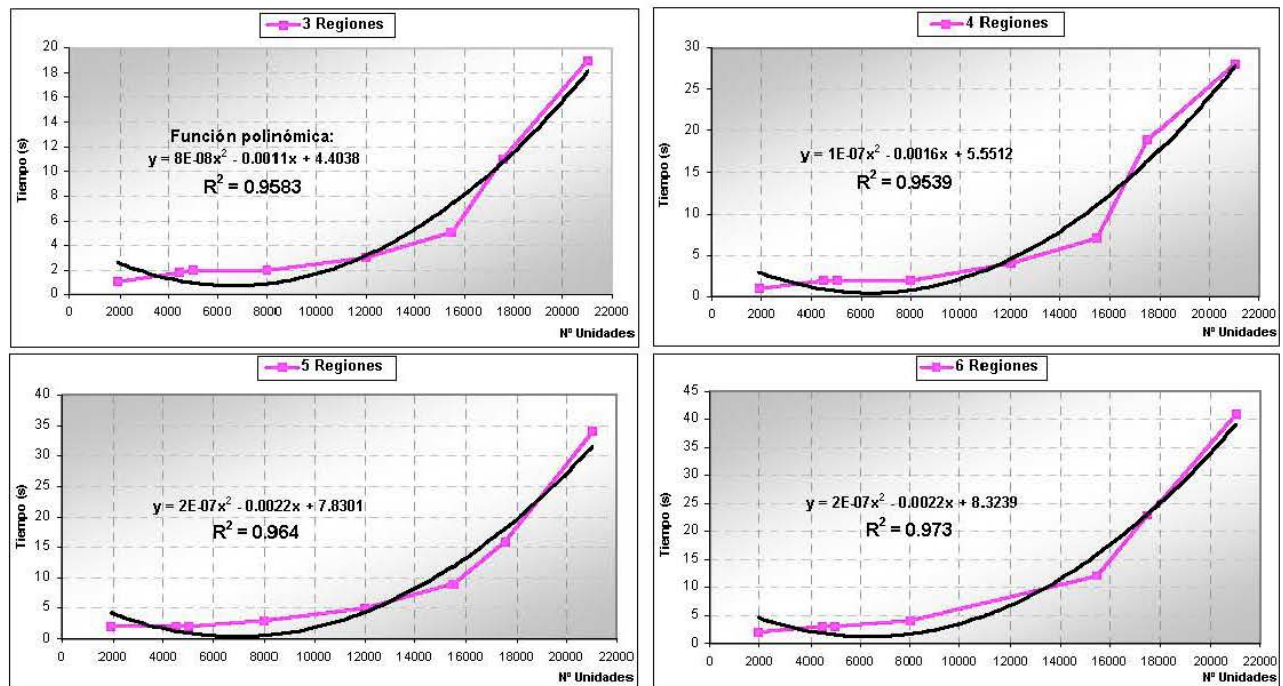 3 Regiones
20
18
16
14
12
10
8
6
4
2
0
Tiempo (s)
Función polinómica:
y = 8E-08x² - 0.0011x + 4.4038
R² = 0.9583
0 2000 4000 6000 8000 10000 12000 14000 16000 18000 20000 22000
Nº Unidades
4 Regiones
30
25
20
15
10
5
0
Tiempo (s)
y = 1E-07x² - 0.0016x + 5.5512
R² = 0.9539
0 2000 4000 6000 8000 10000 12000 14000 16000 18000 20000 22000
Nº Unidades
5 Regiones
40
35
30
25
20
15
10
5
0
Tiempo (s)
y = 2E-07x² - 0.0022x + 7.8301
R² = 0.964
0 2000 4000 6000 8000 10000 12000 14000 16000 18000 20000 22000
Nº Unidades
6 Regiones
45
40
35
30
25
20
15
10
5
0
Tiempo (s)
y = 2E-07x² - 0.0022x + 8.3239
R² = 0.973
0 2000 4000 6000 8000 10000 12000 14000 16000 18000 20000 22000
Nº Unidades